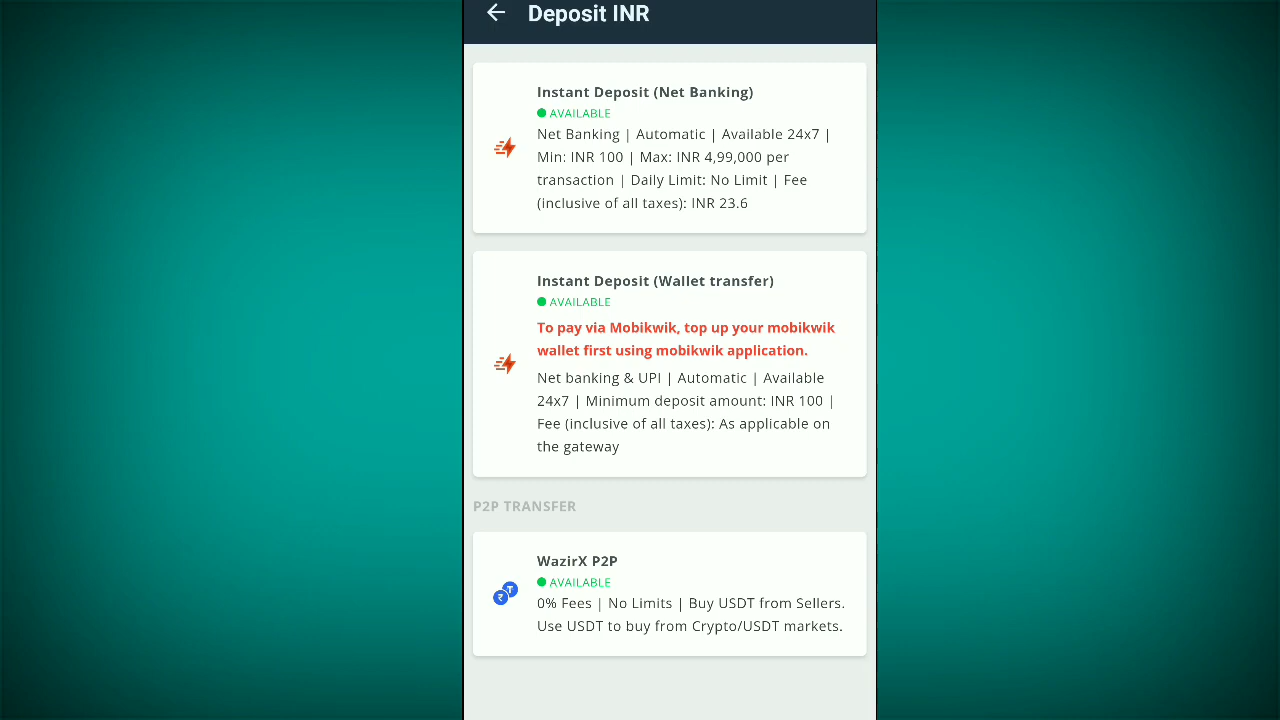 Deposit INR
Instant Deposit (Net Banking)
AVAILABLE
Net Banking | Automatic | Available 24x7 |
Min: INR 100 | Max: INR 4,99,000 per
transaction | Daily Limit: No Limit | Fee
(inclusive of all taxes): INR 23.6
Instant Deposit (Wallet transfer)
AVAILABLE
To pay via Mobikwik, top up your mobikwik
wallet first using mobikwik application.
Net banking & UPI | Automatic | Available
24x7 | Minimum deposit amount: INR 100 |
Fee (inclusive of all taxes): As applicable on
the gateway
P2P TRANSFER
WazirX P2P
AVAILABLE
0% Fees | No Limits | Buy USDT from Sellers.
Use USDT to buy from Crypto/USDT markets.